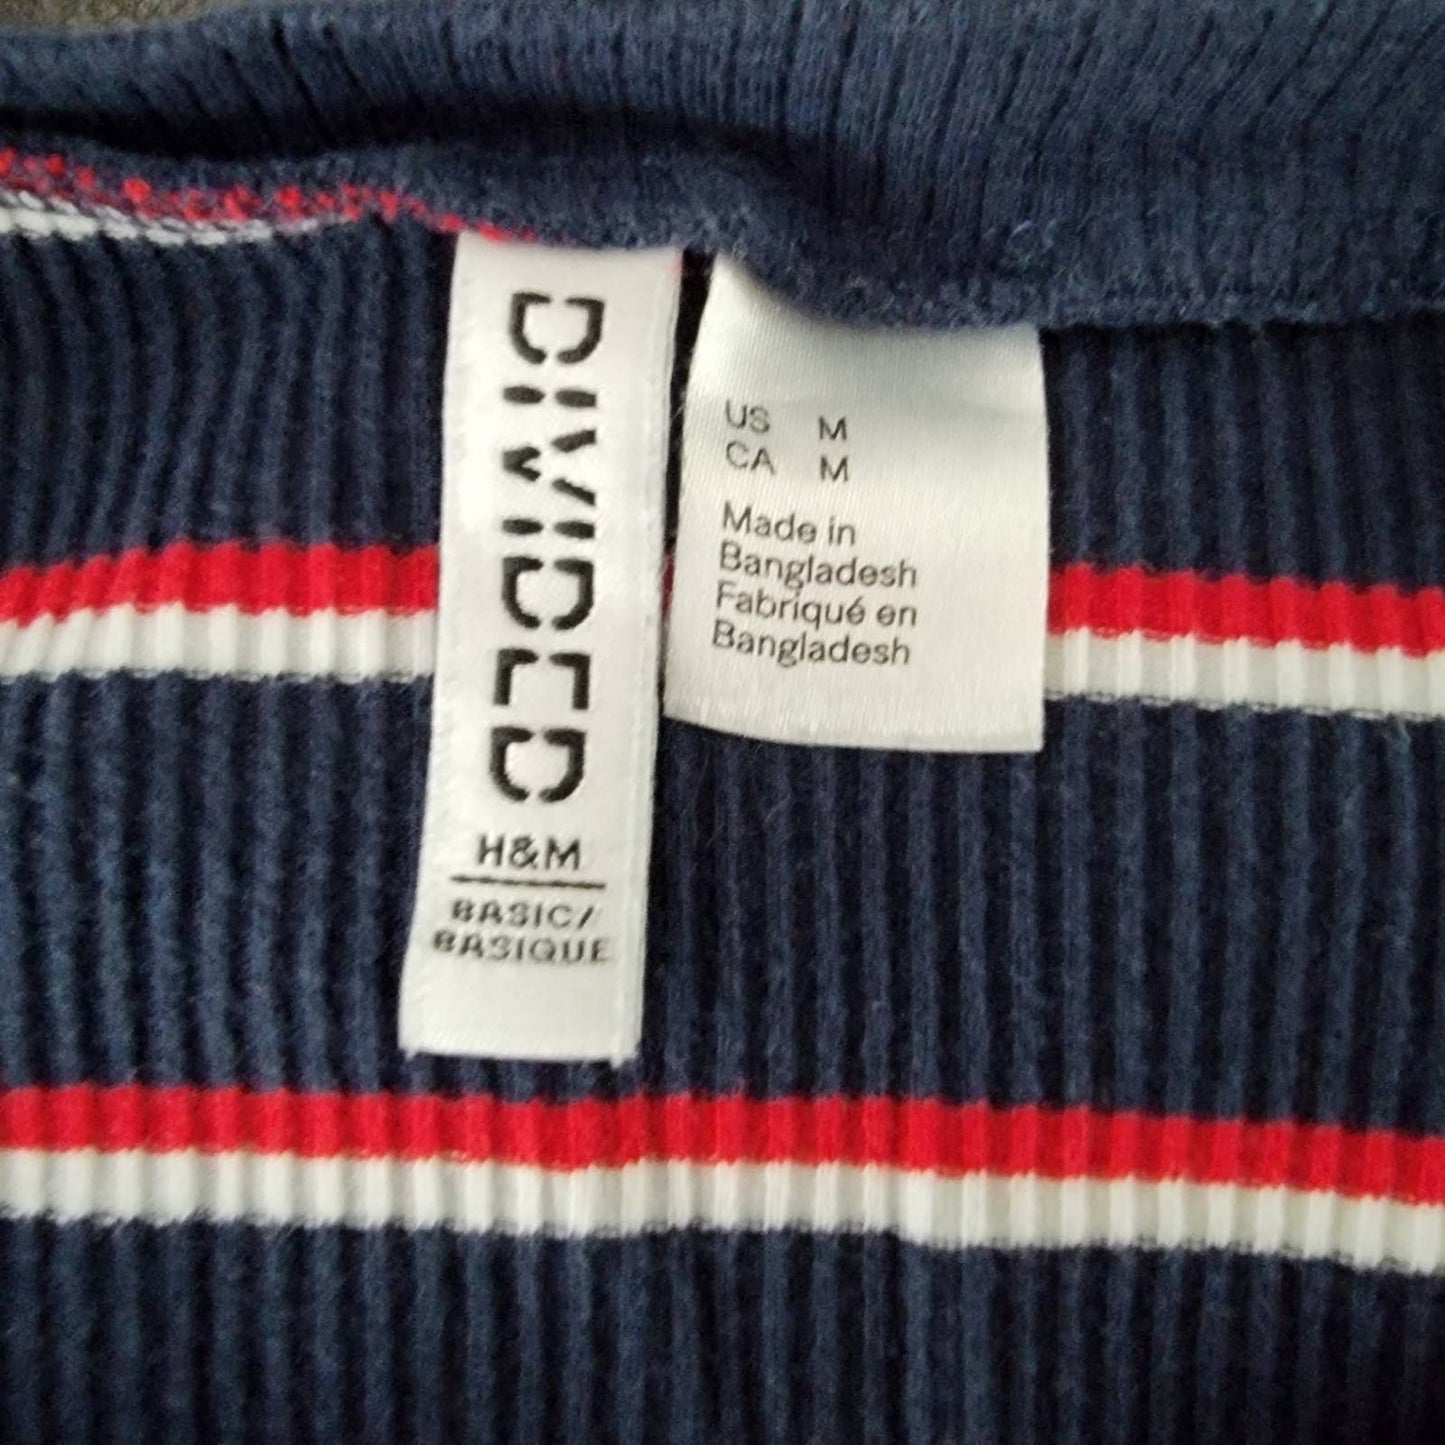 DIVIDED
H&M
BASIC/
BASIQUE
US M
CA M
Made in
Bangladesh
Fabriqué en
Bangladesh